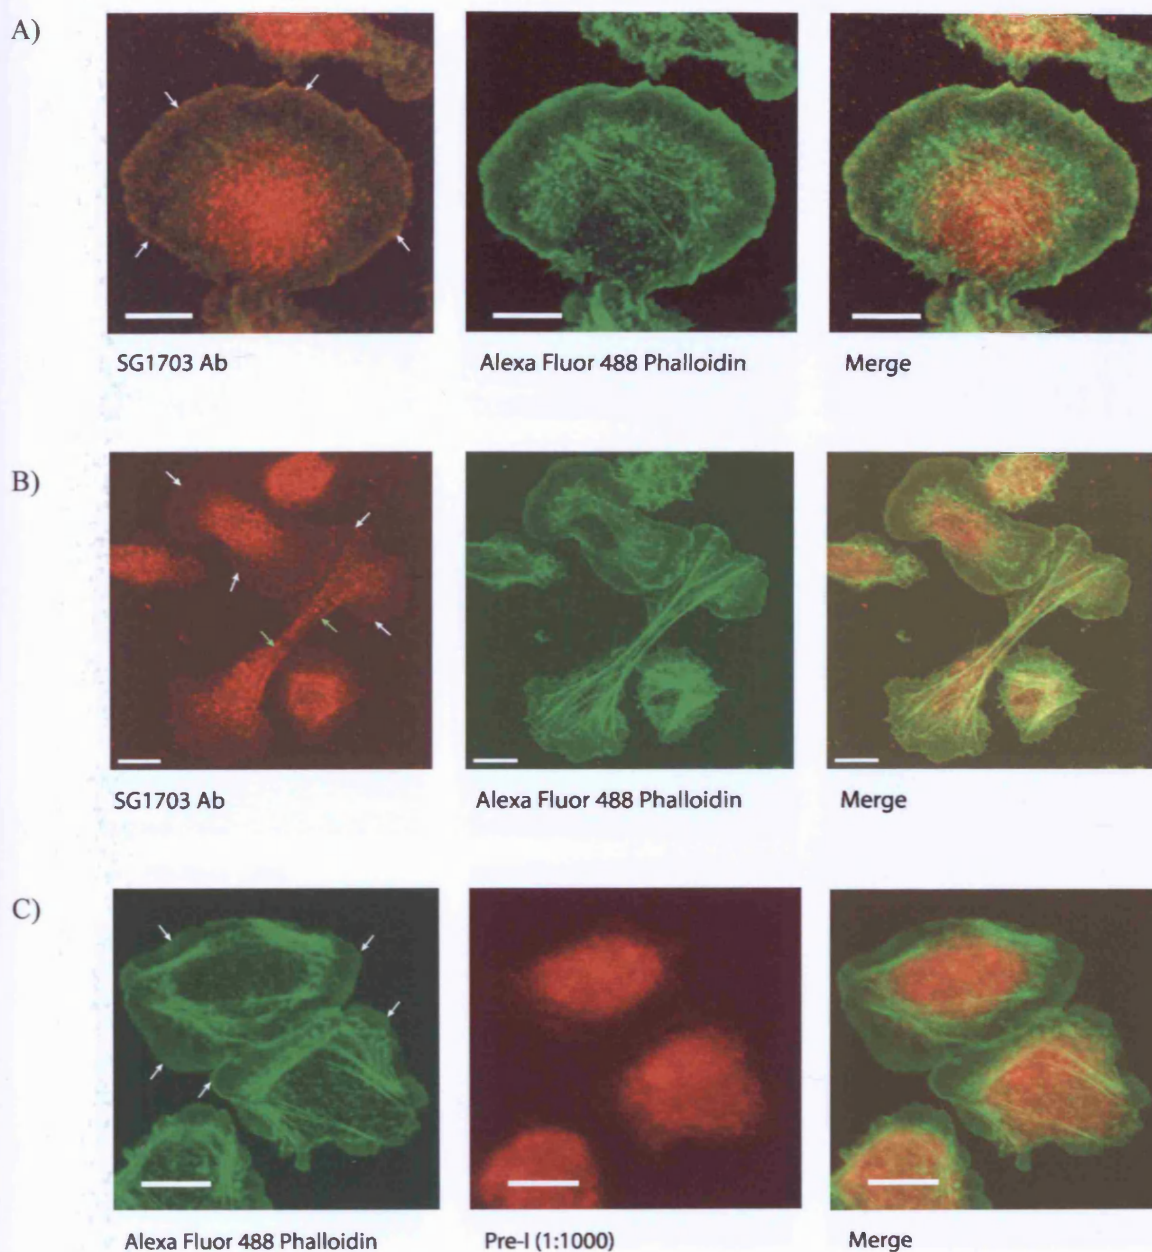 A)
SG1703 Ab Alexa Fluor 488 Phalloidin Merge
B)
SG1703 Ab Alexa Fluor 488 Phalloidin Merge
C)
Alexa Fluor 488 Phalloidin Pre-I (1:1000) Merge